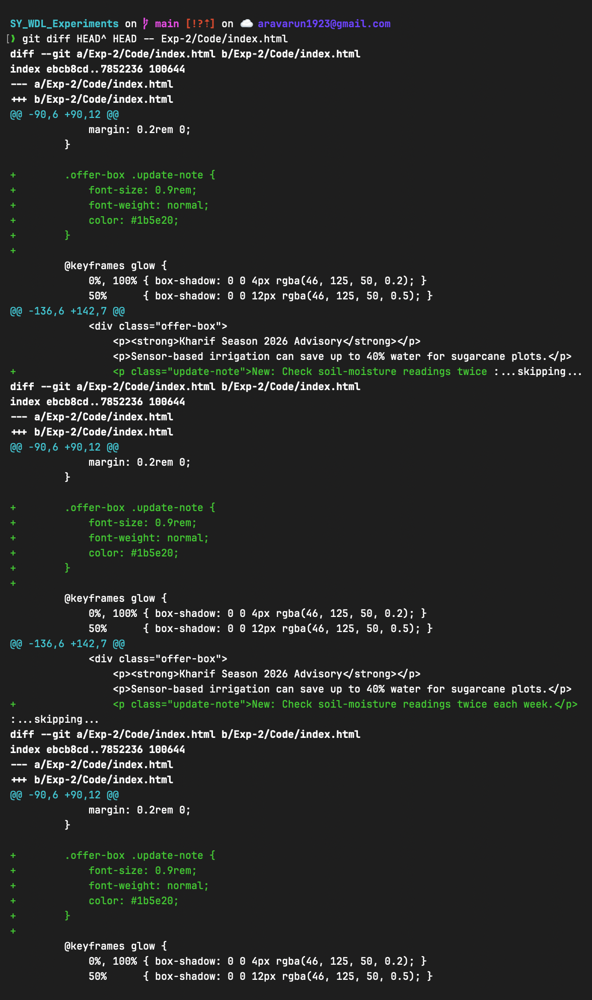 SY_WDL_Experiments on main [!?⇡] on ☁️ aravarun1923@gmail.com
[❯ git diff HEAD^ HEAD -- Exp-2/Code/index.html
diff --git a/Exp-2/Code/index.html b/Exp-2/Code/index.html
index ebcb8cd..7852236 100644
--- a/Exp-2/Code/index.html
+++ b/Exp-2/Code/index.html
@@ -90,6 +90,12 @@
             margin: 0.2rem 0;
         }

+        .offer-box .update-note {
+            font-size: 0.9rem;
+            font-weight: normal;
+            color: #1b5e20;
+        }
+
         @keyframes glow {
             0%, 100% { box-shadow: 0 0 4px rgba(46, 125, 50, 0.2); }
             50%      { box-shadow: 0 0 12px rgba(46, 125, 50, 0.5); }
@@ -136,6 +142,7 @@
             <div class="offer-box">
                 <p><strong>Kharif Season 2026 Advisory</strong></p>
                 <p>Sensor-based irrigation can save up to 40% water for sugarcane plots.</p>
+                <p class="update-note">New: Check soil-moisture readings twice :...skipping...
diff --git a/Exp-2/Code/index.html b/Exp-2/Code/index.html
index ebcb8cd..7852236 100644
--- a/Exp-2/Code/index.html
+++ b/Exp-2/Code/index.html
@@ -90,6 +90,12 @@
             margin: 0.2rem 0;
         }

+        .offer-box .update-note {
+            font-size: 0.9rem;
+            font-weight: normal;
+            color: #1b5e20;
+        }
+
         @keyframes glow {
             0%, 100% { box-shadow: 0 0 4px rgba(46, 125, 50, 0.2); }
             50%      { box-shadow: 0 0 12px rgba(46, 125, 50, 0.5); }
@@ -136,6 +142,7 @@
             <div class="offer-box">
                 <p><strong>Kharif Season 2026 Advisory</strong></p>
                 <p>Sensor-based irrigation can save up to 40% water for sugarcane plots.</p>
+                <p class="update-note">New: Check soil-moisture readings twice each week.</p>
:...skipping...
diff --git a/Exp-2/Code/index.html b/Exp-2/Code/index.html
index ebcb8cd..7852236 100644
--- a/Exp-2/Code/index.html
+++ b/Exp-2/Code/index.html
@@ -90,6 +90,12 @@
             margin: 0.2rem 0;
         }

+        .offer-box .update-note {
+            font-size: 0.9rem;
+            font-weight: normal;
+            color: #1b5e20;
+        }
+
         @keyframes glow {
             0%, 100% { box-shadow: 0 0 4px rgba(46, 125, 50, 0.2); }
             50%      { box-shadow: 0 0 12px rgba(46, 125, 50, 0.5); }